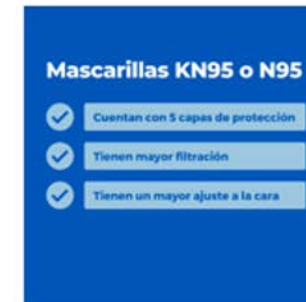 Mascarillas KN95 o N95
Cuentan con 5 capas de protección
Tienen mayor filtración
Tienen un mayor ajuste a la cara